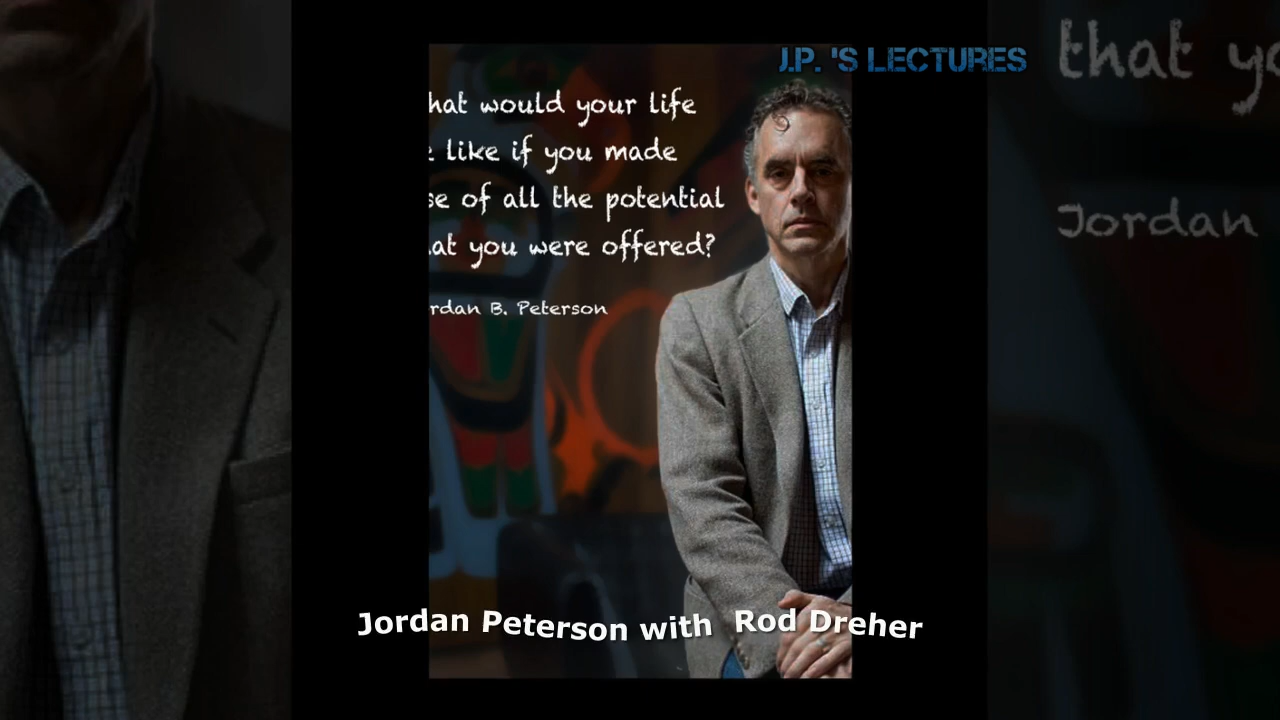 J.P. 'S LECTURES
hat would your life
like if you made
se of all the potential
at you were offered?
rdan B. Peterson
Jordan Peterson with Rod Dreher
that yo
Jordan